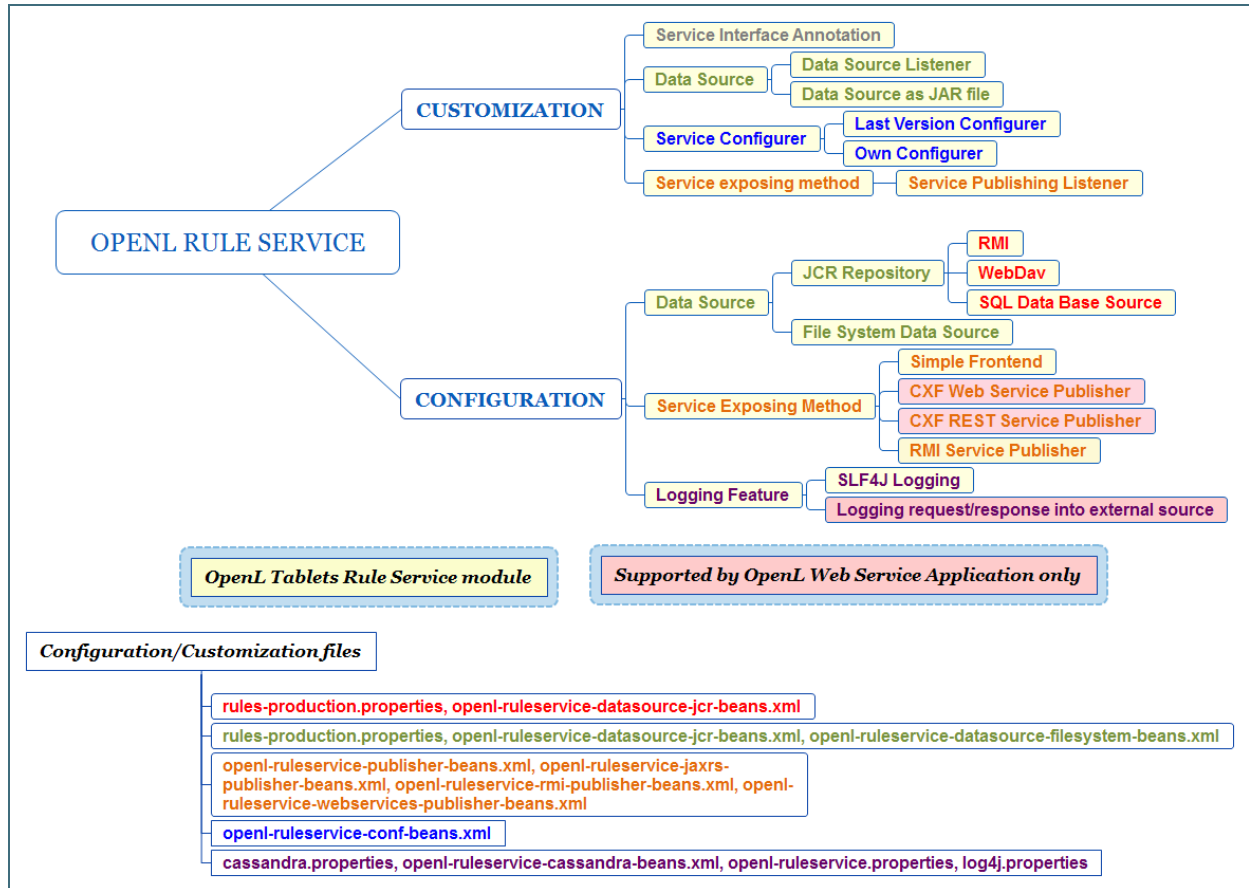 OPENL RULE SERVICE
CUSTOMIZATION
Service Interface Annotation
Data Source
Data Source Listener
Data Source as JAR file
Service Configurer
Last Version Configurer
Own Configurer
Service exposing method
Service Publishing Listener
CONFIGURATION
Data Source
JCR Repository
RMI
WebDav
SQL Data Base Source
File System Data Source
Service Exposing Method
Simple Frontend
CXF Web Service Publisher
CXF REST Service Publisher
RMI Service Publisher
Logging Feature
SLF4J Logging
Logging request/response into external source
OpenL Tablets Rule Service module
Supported by OpenL Web Service Application only
Configuration/Customization files
rules-production.properties, openl-ruleservice-datasource-jcr-beans.xml
rules-production.properties, openl-ruleservice-datasource-jcr-beans.xml, openl-ruleservice-datasource-filesystem-beans.xml
openl-ruleservice-publisher-beans.xml, openl-ruleservice-jaxrs-
publisher-beans.xml, openl-ruleservice-rmi-publisher-beans.xml, openl-
ruleservice-webservices-publisher-beans.xml
openl-ruleservice-conf-beans.xml
cassandra.properties, openl-ruleservice-cassandra-beans.xml, openl-ruleservice.properties, log4j.properties